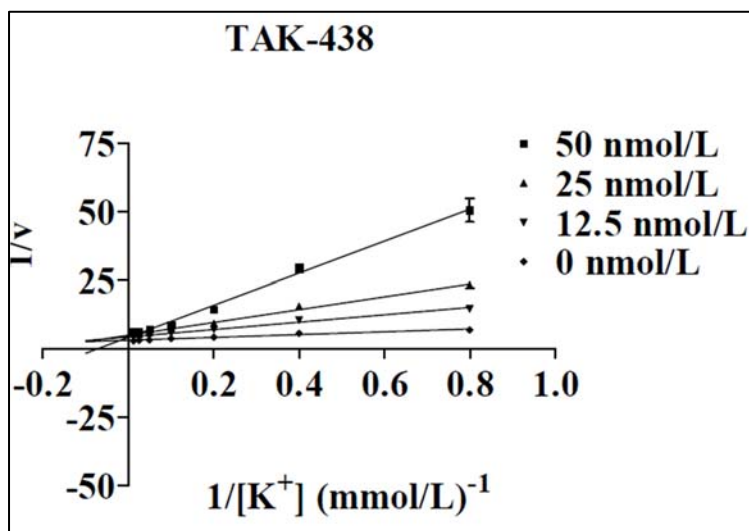 TAK-438
75
50
25
-25
-50
-0.2
0.2
0.4
0.6
0.8
1.0
1/v
50 nmol/L
25 nmol/L
12.5 nmol/L
0 nmol/L
1/[K⁺] (mmol/L)⁻¹